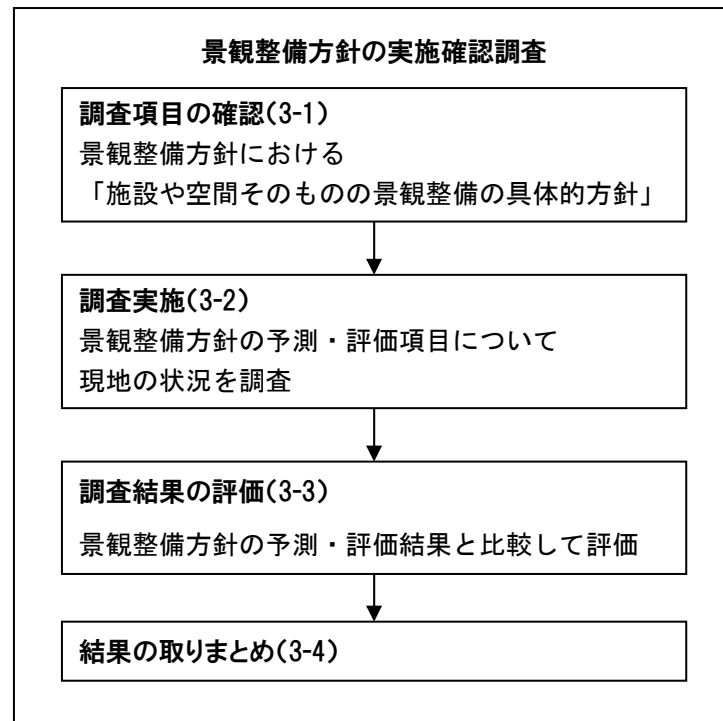 景観整備方針の実施確認調査
調査項目の確認(3-1)
景観整備方針における
「施設や空間そのものの景観整備の具体的方針」
調査実施(3-2)
景観整備方針の予測・評価項目について
現地の状況を調査
調査結果の評価(3-3)
景観整備方針の予測・評価結果と比較して評価
結果の取りまとめ(3-4)